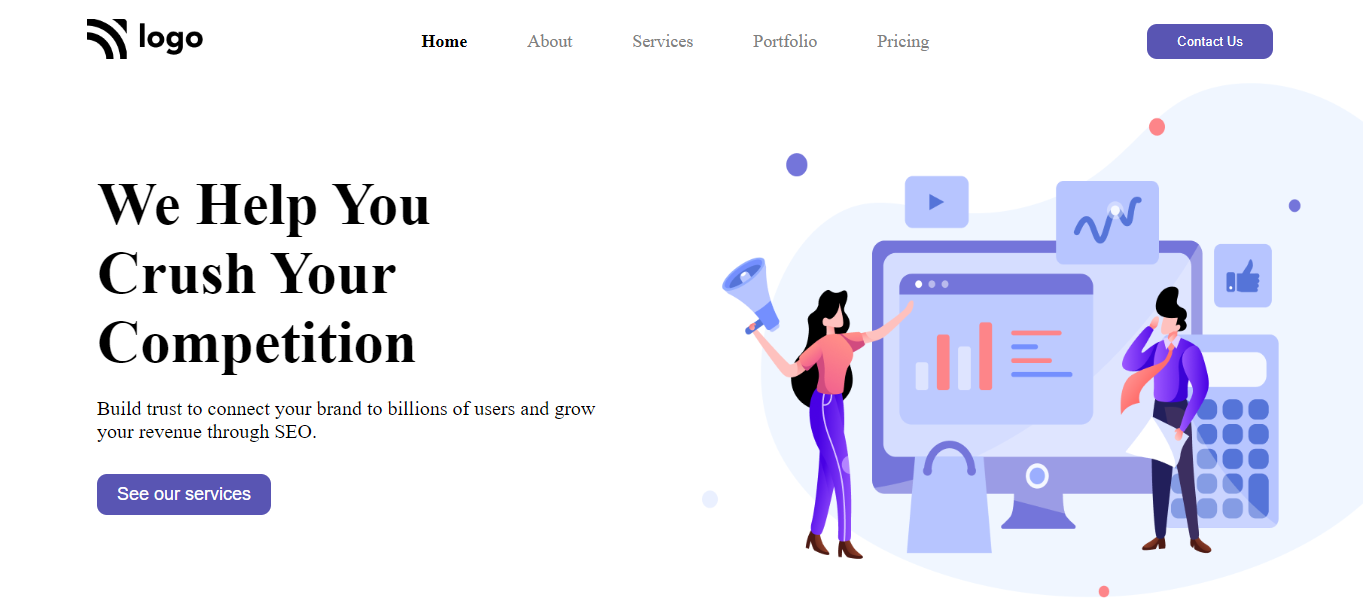 logo
Home About Services Portfolio Pricing
Contact Us
We Help You
Crush Your
Competition
Build trust to connect your brand to billions of users and grow
your revenue through SEO.
See our services